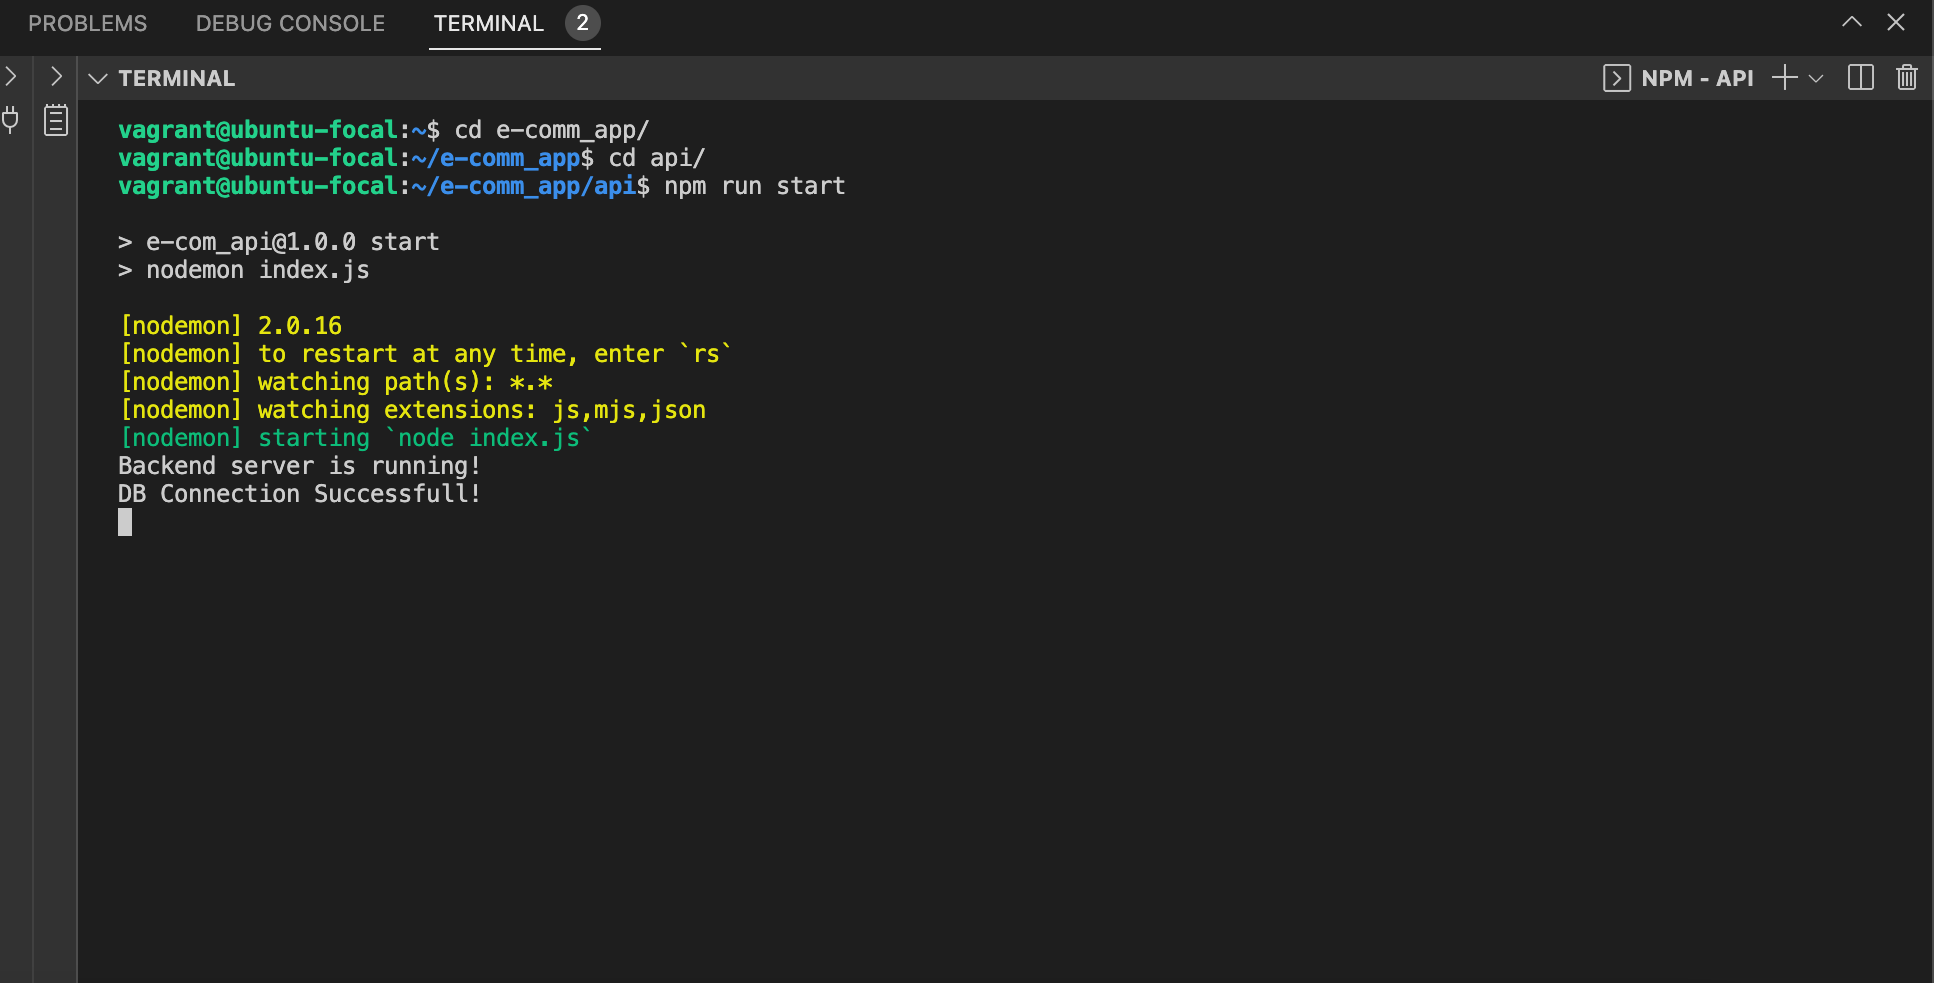 PROBLEMS DEBUG CONSOLE TERMINAL 2
TERMINAL NPM - API
vagrant@ubuntu-focal:~$ cd e-comm_app/
vagrant@ubuntu-focal:~/e-comm_app$ cd api/
vagrant@ubuntu-focal:~/e-comm_app/api$ npm run start
> e-com_api@1.0.0 start
> nodemon index.js
[nodemon] 2.0.16
[nodemon] to restart at any time, enter `rs`
[nodemon] watching path(s): *.*
[nodemon] watching extensions: js,mjs,json
[nodemon] starting `node index.js`
Backend server is running!
DB Connection Successfull!